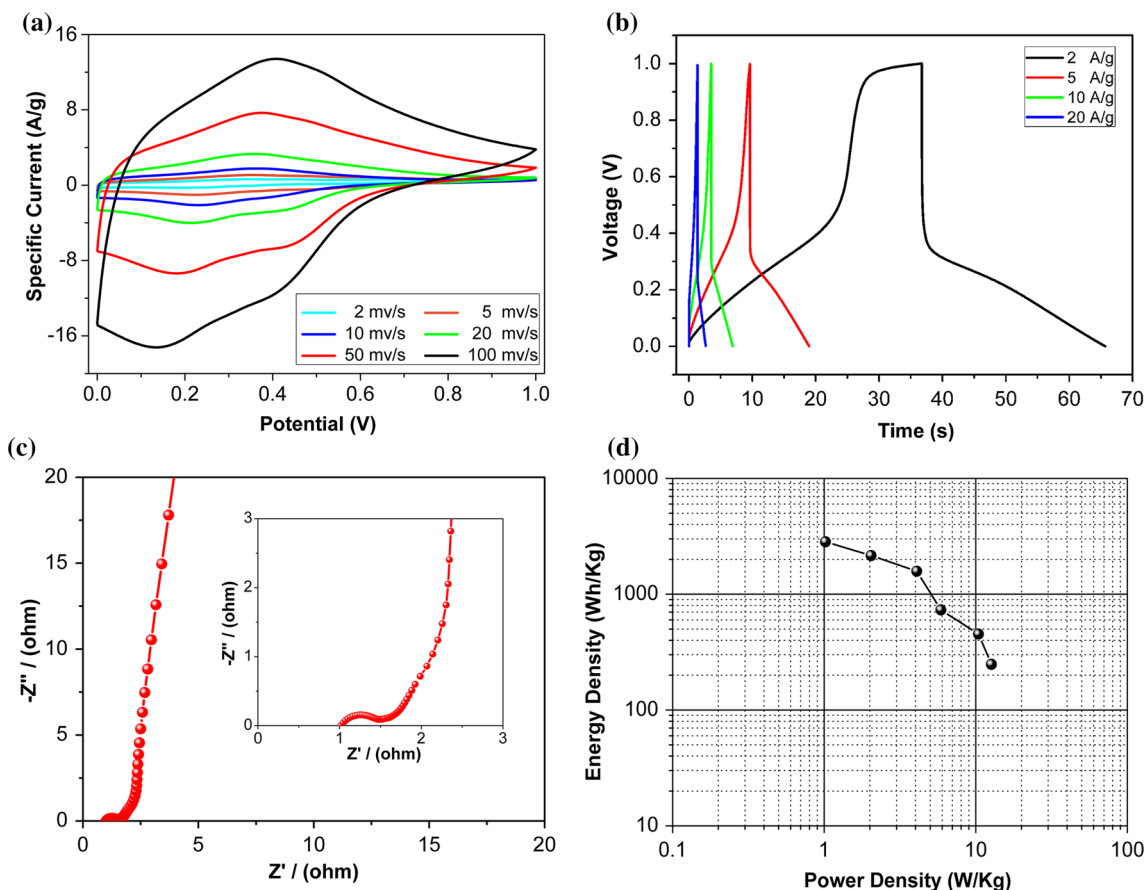 (a)
16
8
0
-8
-16
Specific Current (A/g)
0.0 0.2 0.4 0.6 0.8 1.0
Potential (V)
2 mv/s 5 mv/s
10 mv/s 20 mv/s
50 mv/s 100 mv/s
(b)
1.0
0.8
0.6
0.4
0.2
0.0
Voltage (V)
0 10 20 30 40 50 60 70
Time (s)
2 A/g
5 A/g
10 A/g
20 A/g
(c)
20
15
10
5
0
-Z'' / (ohm)
0 5 10 15 20
Z' / (ohm)
3
2
1
0
-Z'' / (ohm)
0 1 2 3
Z' / (ohm)
(d)
10000
1000
100
10
Energy Density (Wh/Kg)
0.1 1 10 100
Power Density (W/Kg)